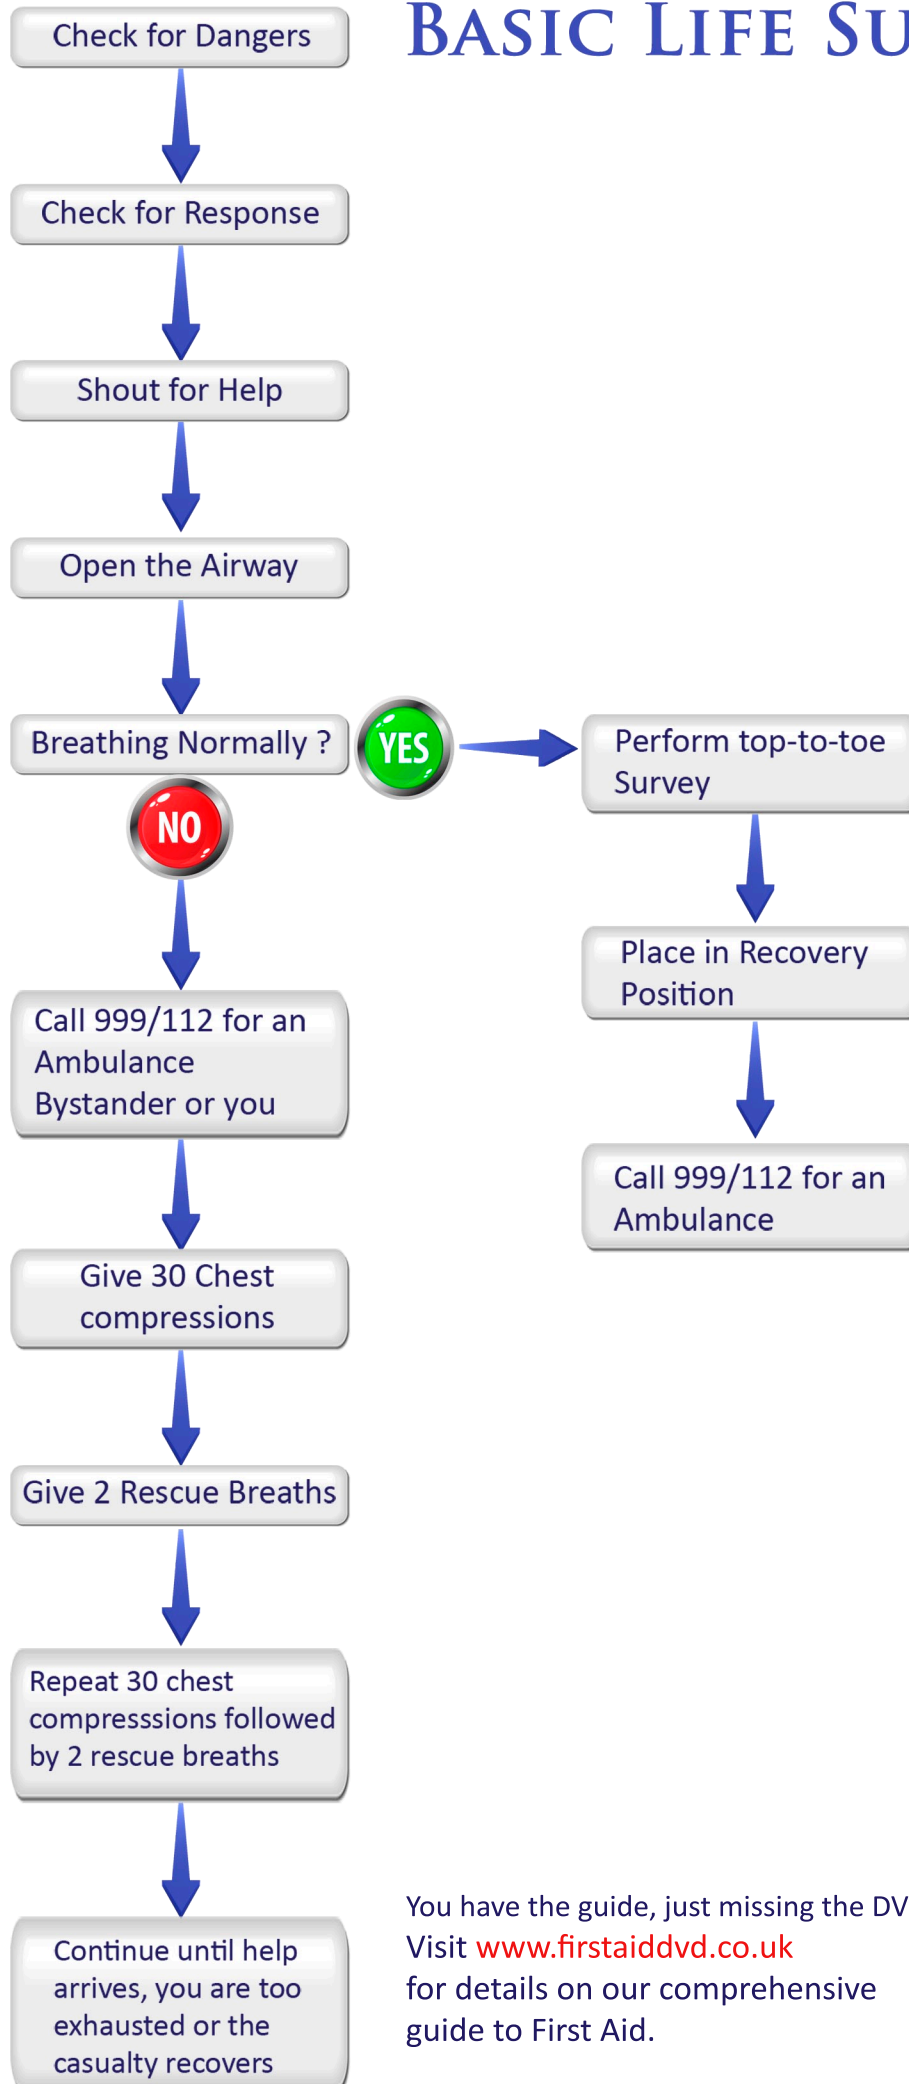 Check for Dangers
BASIC LIFE SU
Check for Response
Shout for Help
Open the Airway
Breathing Normally ?
YES
Perform top-to-toe
Survey
NO
Place in Recovery
Position
Call 999/112 for an
Ambulance
Bystander or you
Call 999/112 for an
Ambulance
Give 30 Chest
compressions
Give 2 Rescue Breaths
Repeat 30 chest
compresssions followed
by 2 rescue breaths
Continue until help
arrives, you are too
exhausted or the
casualty recovers
You have the guide, just missing the DV
Visit www.firstaiddvd.co.uk
for details on our comprehensive
guide to First Aid.